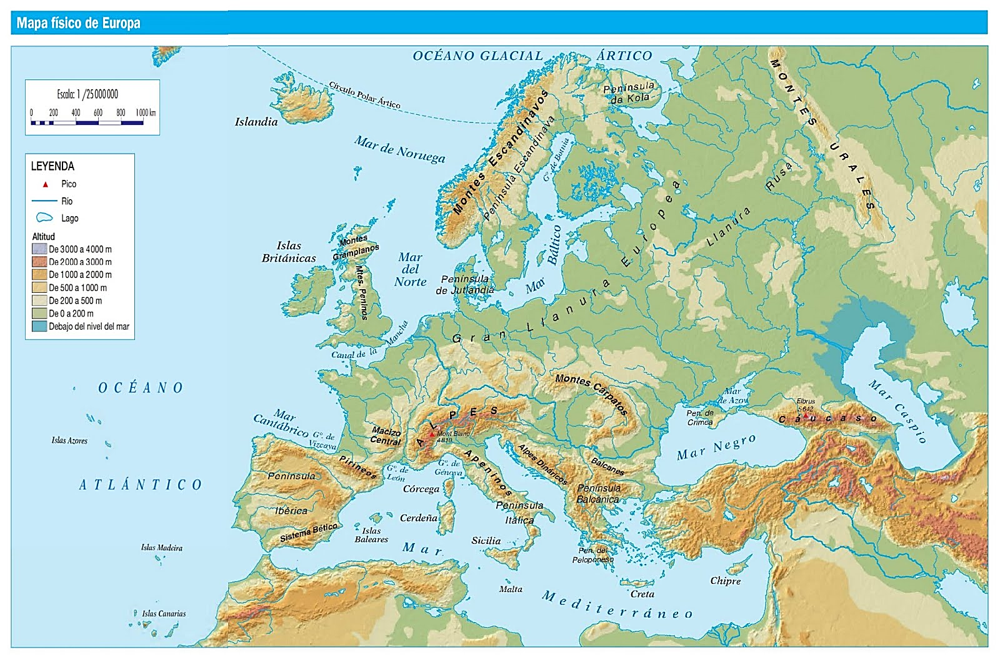 Mapa físico de Europa
OCÉANO GLACIAL ÁRTICO
Escala: 1 /25 000 000
0 200 400 600 800 1 000 km
Círculo Polar Ártico
Islandia
Península
de Kola
MONTES URALES
Mar de Noruega
Montes Escandinavos
Península Escandinava
Gº. de Botnia
LEYENDA
Pico
Río
Lago
Altitud
De 3000 a 4000 m
De 2000 a 3000 m
De 1000 a 2000 m
De 500 a 1000 m
De 200 a 500 m
De 0 a 200 m
Debajo del nivel del mar
Llanura Rusa
Gran Llanura Europea
Islas
Británicas
Montes
Grampianos
Mtes. Peninos
Mar
del
Norte
Península
de Jutlandia
Mar Báltico
Canal de la Mancha
OCÉANO
ATLÁNTICO
Islas Azores
Mar
Cantábrico
Gº. de
Vizcaya
Macizo
Central
ALPES
Mont Blanc
4810
Montes Cárpatos
Mar
de Azov
Pen. de
Crimea
Elbrus
5642
Cáucaso
Mar Caspio
Mar Negro
Pirineos
Gº. de
León
Gº. de
Génova
Apeninos
Alpes Dináricos
Balcanes
Península
Balcánica
Península
Ibérica
Sistema Bético
Córcega
Cerdeña
Islas
Baleares
Península
Itálica
Sicilia
Pen. del
Peloponeso
Mar Mediterráneo
Malta
Creta
Chipre
Islas Madeira
Islas Canarias